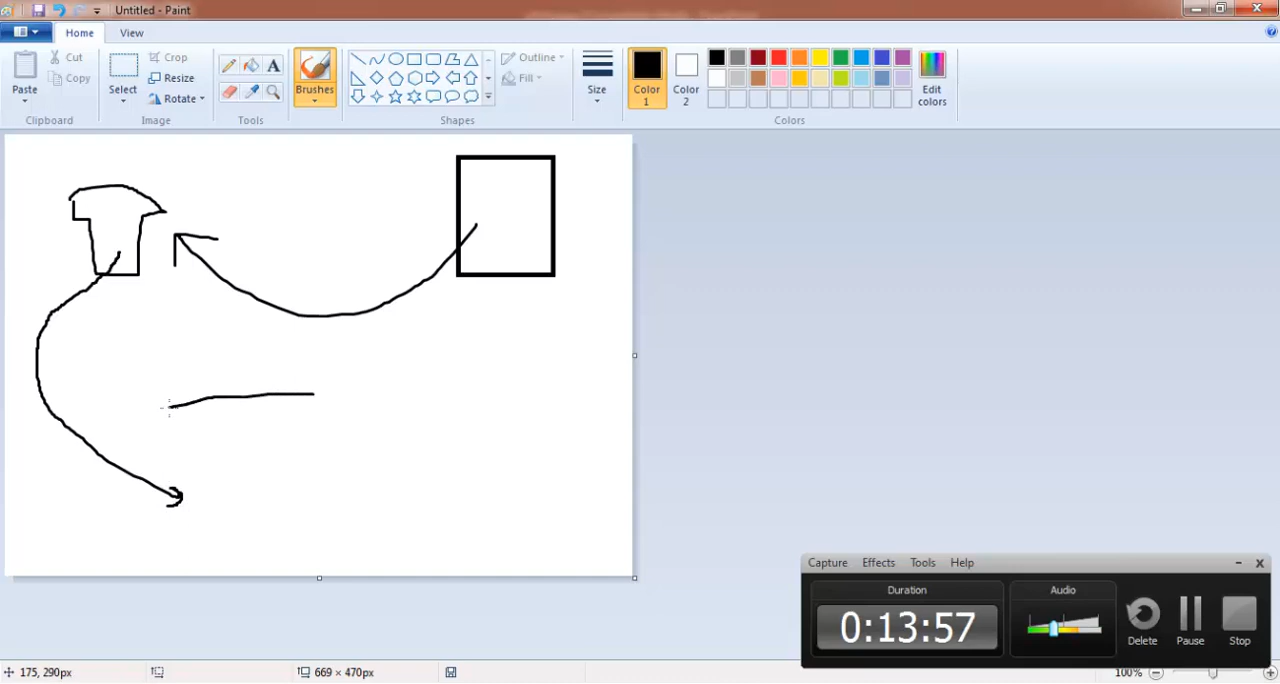 Untitled - Paint
Home View
Cut
Copy
Paste
Clipboard
Crop
Resize
Rotate
Select
Image
A
Tools
Brushes
Outline
Fill
Shapes
Size
Color 1
Color 2
Edit colors
Colors
Capture Effects Tools Help
Duration
0:13:57
Audio
Delete
Pause
Stop
175, 290px
669 × 470px
100%